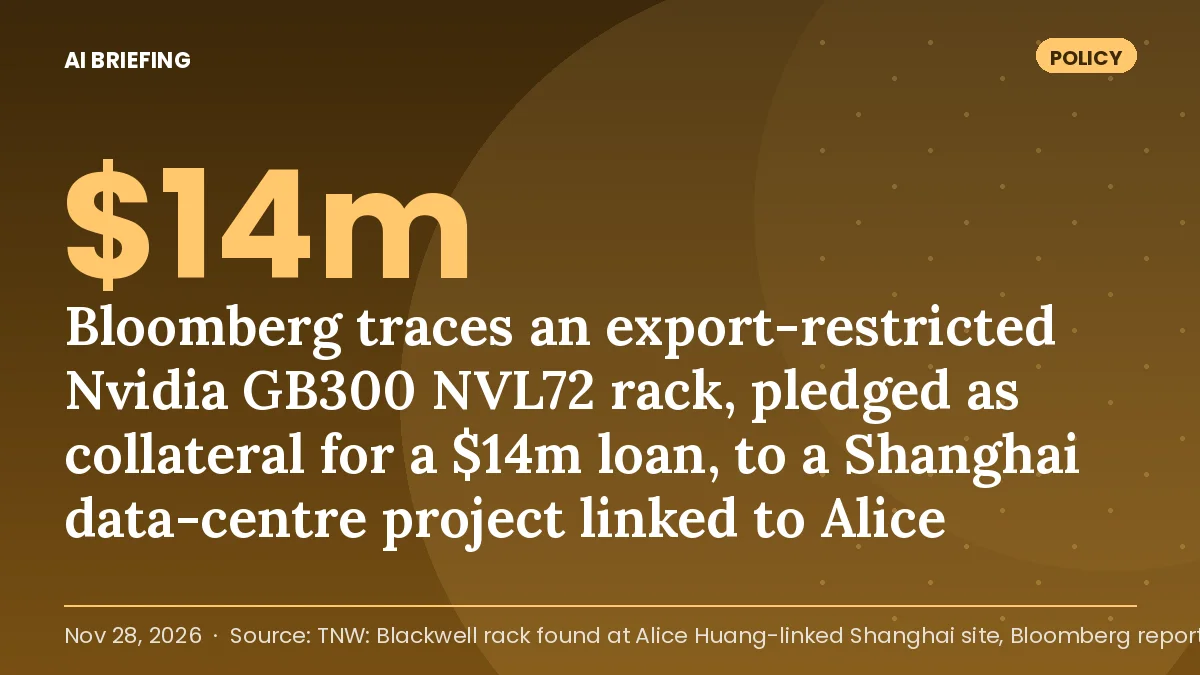 AI BRIEFING
POLICY
$14m
Bloomberg traces an export-restricted
Nvidia GB300 NVL72 rack, pledged as
collateral for a $14m loan, to a Shanghai
data-centre project linked to Alice
Nov 28, 2026 · Source: TNW: Blackwell rack found at Alice Huang-linked Shanghai site, Bloomberg report